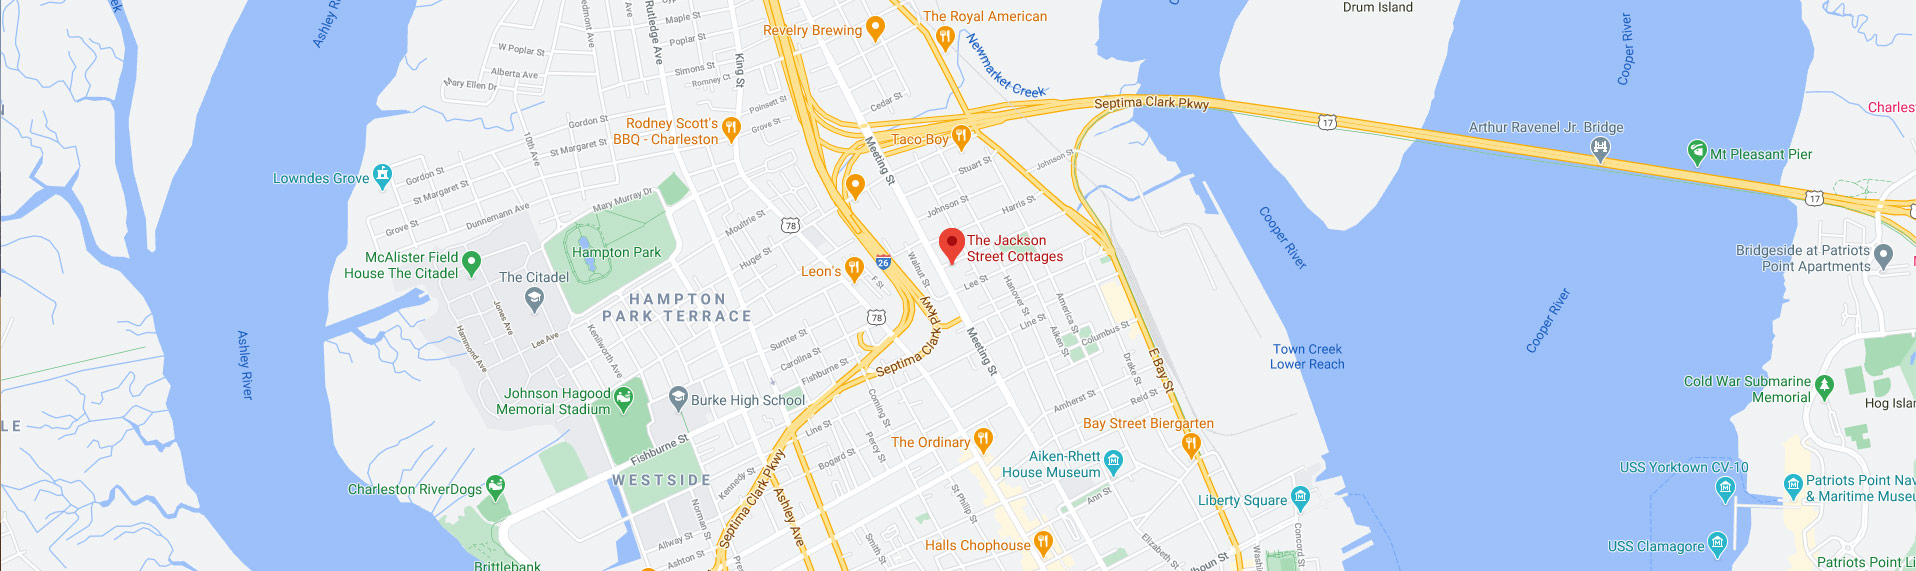 Drum Island
The Royal American
Revelry Brewing
Maple St
Poplar St
W Poplar St
Alberta Ave
Mary Ellen Dr
Simons St
Romney Ct
Rutledge Ave
King St
Poinsett St
Grove St
Newmarket Creek
Cedar St
Septima Clark Pkwy
17
Cooper River
Charles
Arthur Ravenel Jr. Bridge
Mt Pleasant Pier
17
Rodney Scott's
BBQ - Charleston
Gordon St
St Margaret St
10th Ave
Taco Boy
Meeting St
Stuart St
Johnson St
Lowndes Grove
Gordon St
St Margaret St
Grove St
Dunnemann Ave
Mary Murray Dr
Moultrie St
78
Johnson St
Harris St
Cooper River
The Jackson
Street Cottages
Hampton Park
McAlister Field
House The Citadel
The Citadel
Huger St
Leon's
26
F St
Walnut St
Lee St
Hanover St
America St
Bridgeside at Patriots
Point Apartments
HAMPTON
PARK TERRACE
Jones Ave
Hammond Ave
Lee Ave
Kenilworth Ave
78
Septima Clark Pkwy
Meeting St
Line St
Aiken St
Columbus St
Drake St
E Bay St
Cooper River
Town Creek
Lower Reach
Ashley River
Sumter St
Carolina St
Fishburne St
Johnson Hagood
Memorial Stadium
Burke High School
Coming St
Amherst St
Reid St
Cold War Submarine
Memorial
Hog Islan
LE
Line St
Percy St
Bogard St
The Ordinary
Bay Street Biergarten
Aiken-Rhett
House Museum
Fishburne St
WESTSIDE
Kennedy St
Septima Clark Pkwy
Ashley Ave
Charleston RiverDogs
Norman St
St Philip St
Ann St
Liberty Square
USS Yorktown CV-10
Patriots Point Nav
& Maritime Museu
Allway St
Ashton St
Smith St
Halls Chophouse
Elizabeth St
Concord St
USS Clamagore
Patriots Point Li
Brittlebank